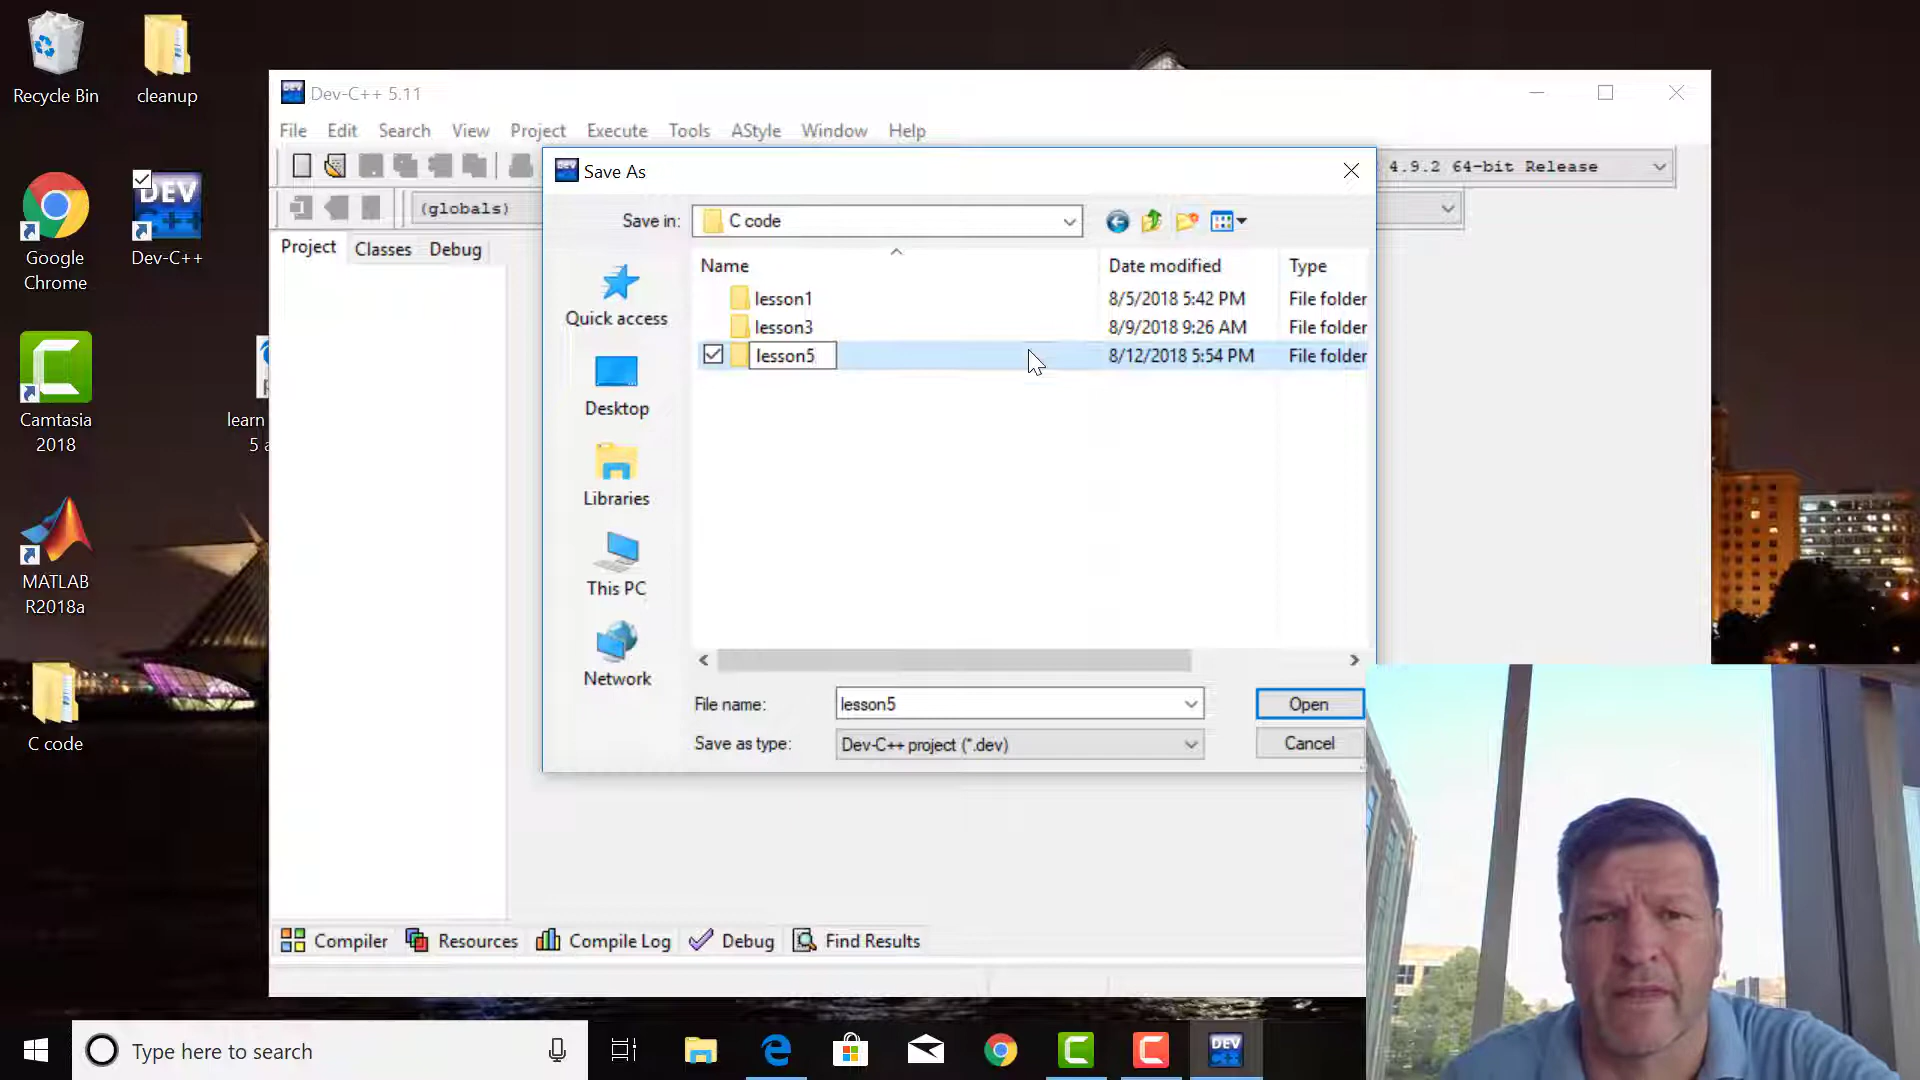 Recycle Bin
cleanup
Google
Chrome
DEV
C++
Dev-C++
Camtasia
2018
learn
5 a
MATLAB
R2018a
C code
Dev-C++ 5.11
File Edit Search View Project Execute Tools AStyle Window Help
4.9.2 64-bit Release
(globals)
Project Classes Debug
Save As
Save in: C code
Name Date modified Type
lesson1 8/5/2018 5:42 PM File folder
lesson3 8/9/2018 9:26 AM File folder
lesson5 8/12/2018 5:54 PM File folder
Quick access
Desktop
Libraries
This PC
Network
File name: lesson5 Open
Save as type: Dev-C++ project (*.dev) Cancel
Compiler Resources Compile Log Debug Find Results
Type here to search
DEV